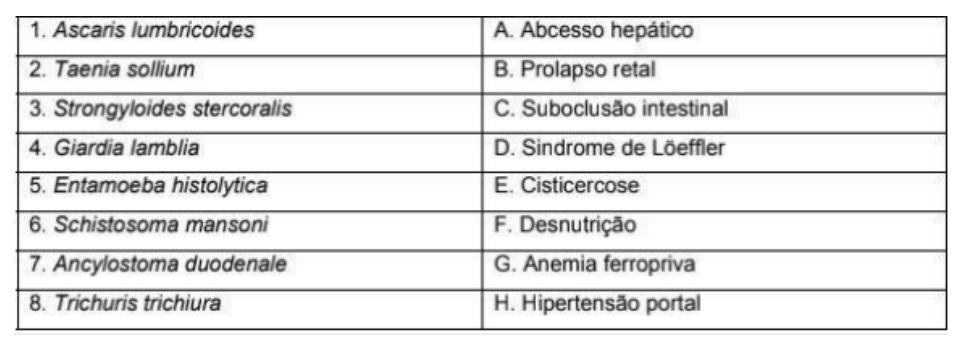 1. Ascaris lumbricoides A. Abcesso hepático
2. Taenia sollium B. Prolapso retal
3. Strongyloides stercoralis C. Suboclusão intestinal
4. Giardia lamblia D. Sindrome de Löeffler
5. Entamoeba histolytica E. Cisticercose
6. Schistosoma mansoni F. Desnutrição
7. Ancylostoma duodenale G. Anemia ferropriva
8. Trichuris trichiura H. Hipertensão portal